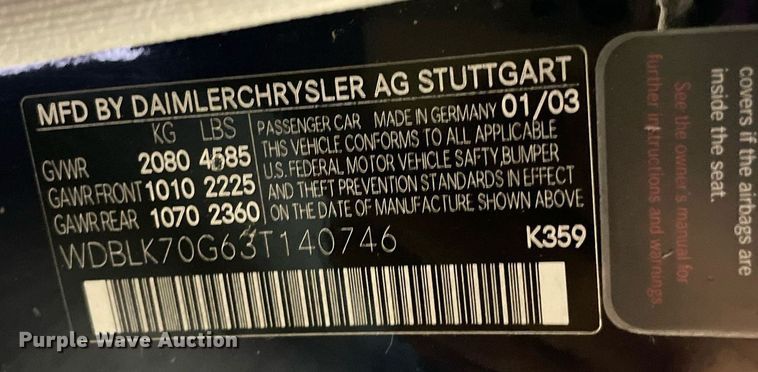 MFD BY DAIMLERCHRYSLER AG STUTTGART
KG LBS
GVWR 2080 4585
GAWR FRONT 1010 2225
GAWR REAR 1070 2360
PASSENGER CAR MADE IN GERMANY 01/03
THIS VEHICLE CONFORMS TO ALL APPLICABLE
U.S. FEDERAL MOTOR VEHICLE SAFTY, BUMPER
AND THEFT PREVENTION STANDARDS IN EFFECT
ON THE DATE OF MANUFACTURE SHOWN ABOVE
WDBLK70G63T140746
K359
covers if the airbags are
inside the seat.
See the owner's manual for
further instructions and warnings.
Purple Wave Auction